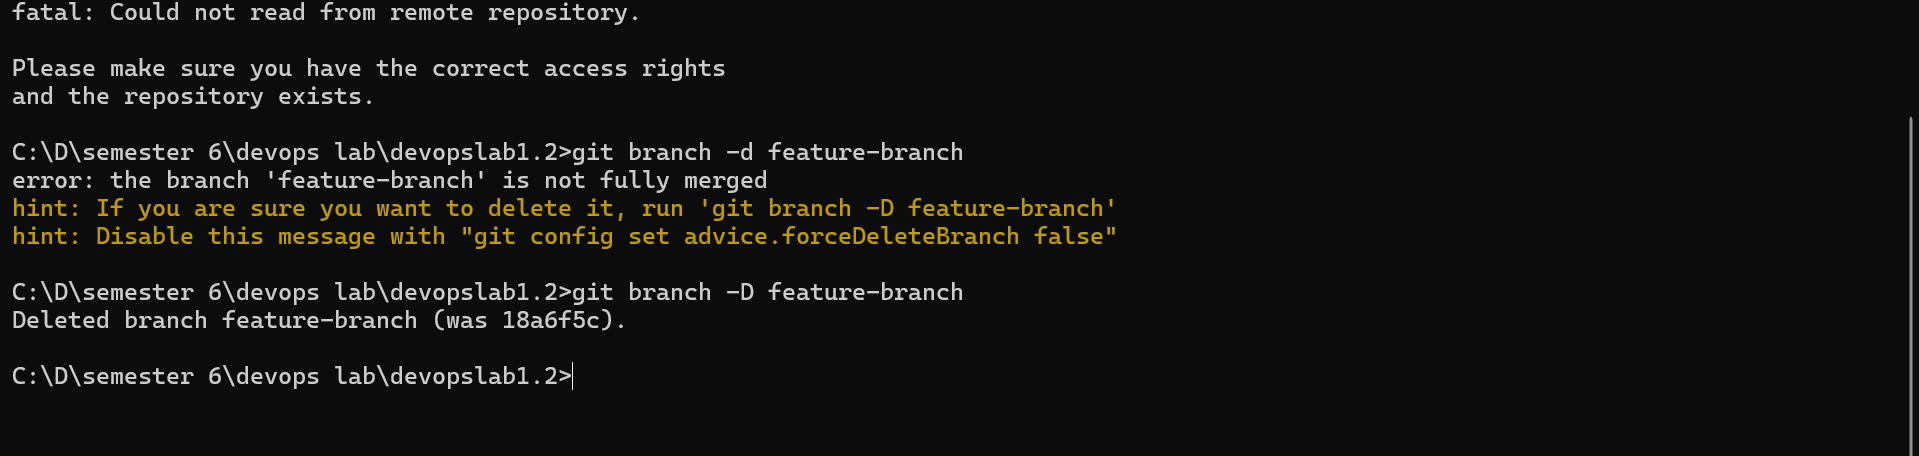 fatal: Could not read from remote repository.
Please make sure you have the correct access rights
and the repository exists.
C:\D\semester 6\devops lab\devopslab1.2>git branch -d feature-branch
error: the branch 'feature-branch' is not fully merged
hint: If you are sure you want to delete it, run 'git branch -D feature-branch'
hint: Disable this message with "git config set advice.forceDeleteBranch false"
C:\D\semester 6\devops lab\devopslab1.2>git branch -D feature-branch
Deleted branch feature-branch (was 18a6f5c).
C:\D\semester 6\devops lab\devopslab1.2>